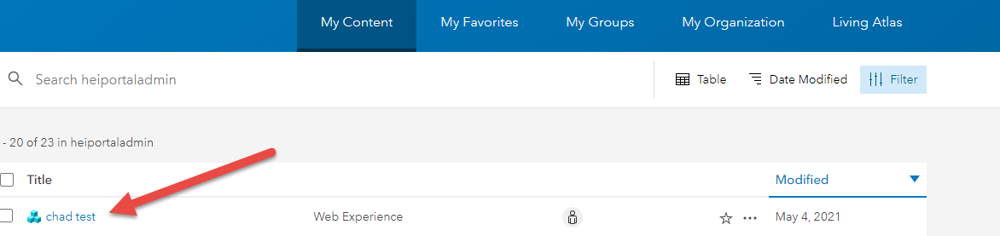 My Content My Favorites My Groups My Organization Living Atlas
Search heiportaladmin Table Date Modified Filter
- 20 of 23 in heiportaladmin
Title Modified
chad test Web Experience May 4, 2021